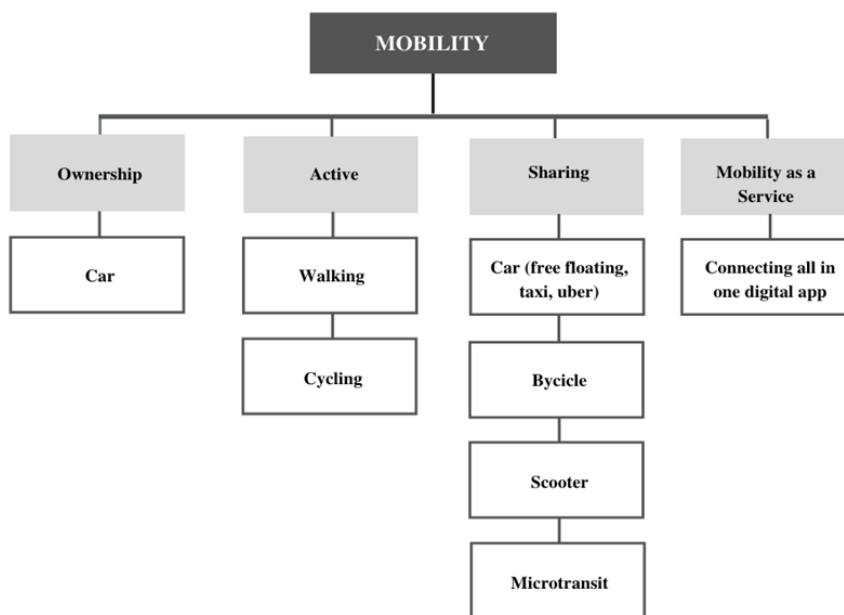 MOBILITY
Ownership
Active
Sharing
Mobility as a
Service
Car
Walking
Car (free floating,
taxi, uber)
Connecting all in
one digital app
Cycling
Bycicle
Scooter
Microtransit